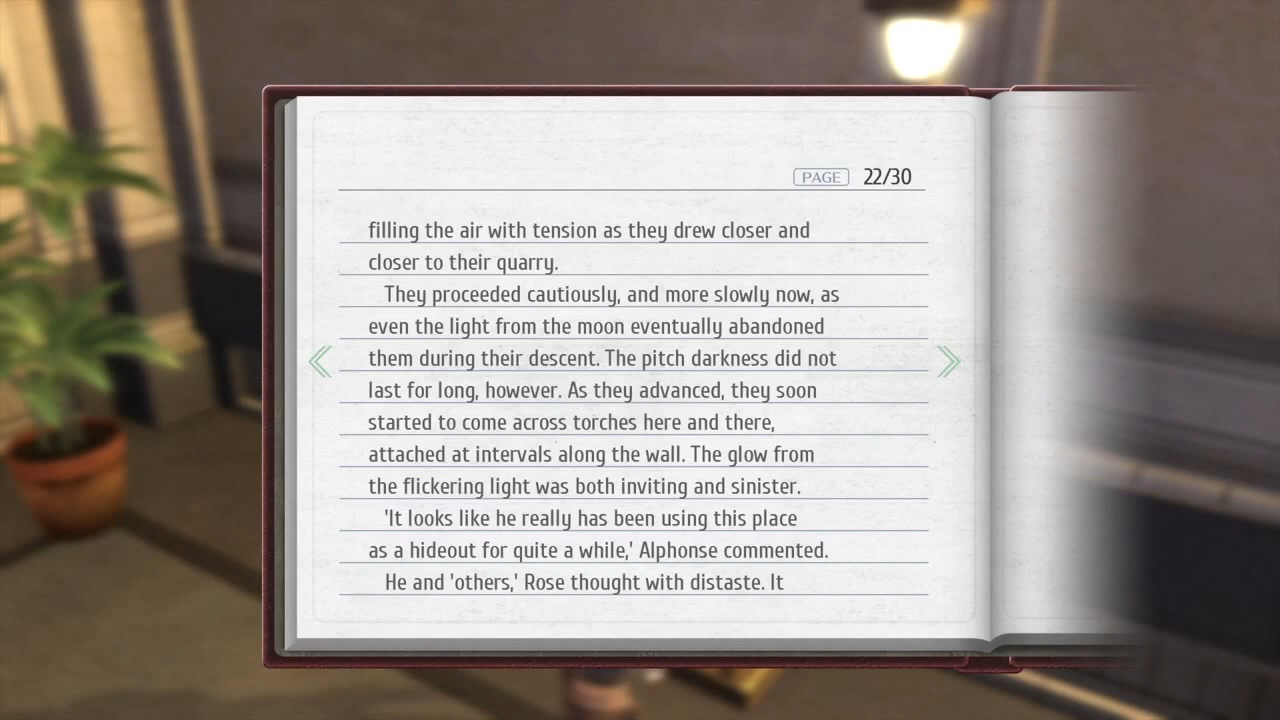 PAGE 22/30
filling the air with tension as they drew closer and
closer to their quarry.
They proceeded cautiously, and more slowly now, as
even the light from the moon eventually abandoned
them during their descent. The pitch darkness did not
last for long, however. As they advanced, they soon
started to come across torches here and there,
attached at intervals along the wall. The glow from
the flickering light was both inviting and sinister.
'It looks like he really has been using this place
as a hideout for quite a while,' Alphonse commented.
He and 'others,' Rose thought with distaste. It